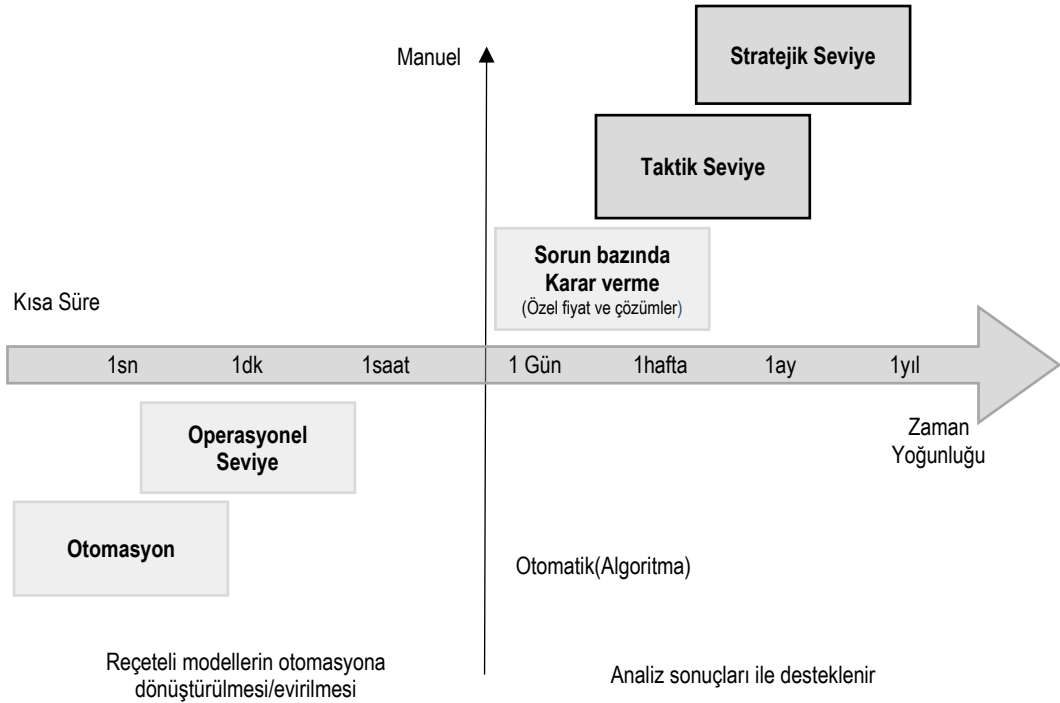 Stratejik Seviye
Manuel
Taktik Seviye
Sorun bazında
Karar verme
(Özel fiyat ve çözümler)
Kısa Süre
1sn 1dk 1saat 1 Gün 1hafta 1ay 1yıl
Zaman
Yoğunluğu
Operasyonel
Seviye
Otomasyon
Otomatik(Algoritma)
Reçeteli modellerin otomasyona
dönüştürülmesi/evirilmesi
Analiz sonuçları ile desteklenir